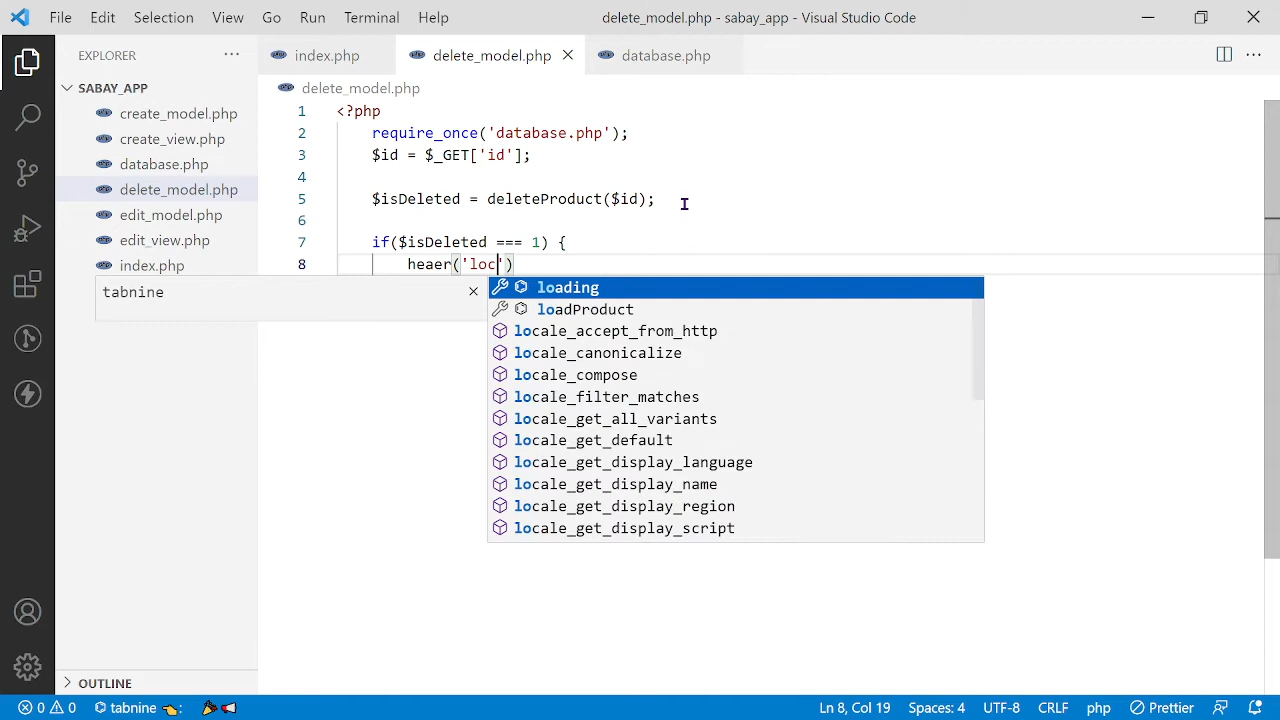 File Edit Selection View Go Run Terminal Help delete_model.php - sabay_app - Visual Studio Code
EXPLORER
index.php delete_model.php database.php
SABAY_APP
create_model.php
create_view.php
database.php
delete_model.php
edit_model.php
edit_view.php
index.php
OUTLINE
delete_model.php
1 <?php
2 require_once('database.php');
3 $id = $_GET['id'];
4
5 $isDeleted = deleteProduct($id);
6
7 if($isDeleted === 1) {
8 heaer('loc')
tabnine
loading
loadProduct
locale_accept_from_http
locale_canonicalize
locale_compose
locale_filter_matches
locale_get_all_variants
locale_get_default
locale_get_display_language
locale_get_display_name
locale_get_display_region
locale_get_display_script
0 0 tabnine 👈: Ln 8, Col 19 Spaces: 4 UTF-8 CRLF php Prettier